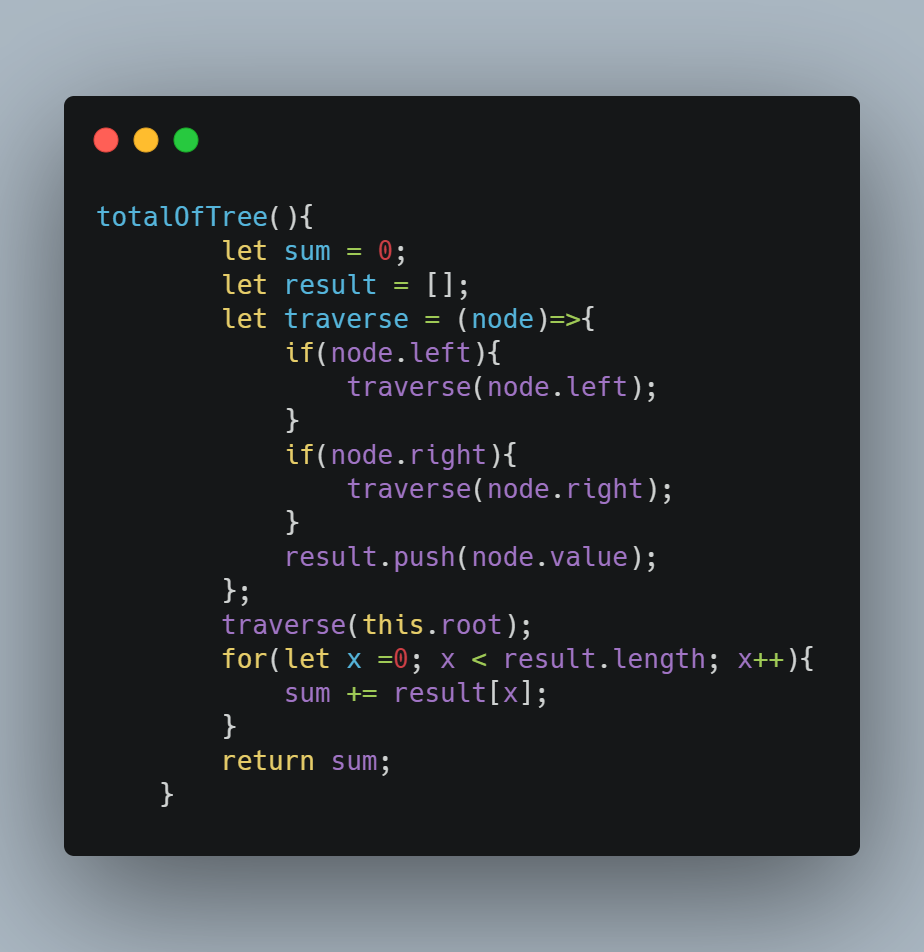 totalOfTree(){
        let sum = 0;
        let result = [];
        let traverse = (node)=>{
            if(node.left){
                traverse(node.left);
            }
            if(node.right){
                traverse(node.right);
            }
            result.push(node.value);
        };
        traverse(this.root);
        for(let x =0; x < result.length; x++){
            sum += result[x];
        }
        return sum;
    }